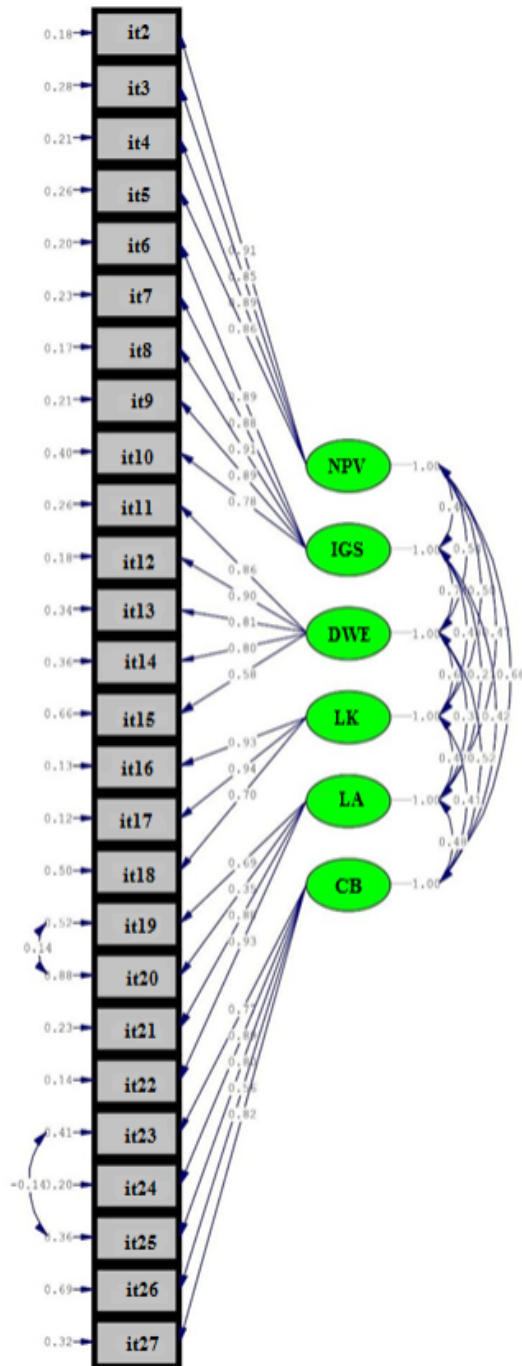 0.18 it2
0.28 it3
0.21 it4
0.26 it5
0.20 it6
0.23 it7
0.17 it8
0.21 it9
0.40 it10
0.26 it11
0.18 it12
0.34 it13
0.36 it14
0.66 it15
0.13 it16
0.12 it17
0.50 it18
0.52 it19
0.14
0.88 it20
0.23 it21
0.14 it22
0.41 it23
-0.14 0.20 it24
0.36 it25
0.69 it26
0.32 it27
0.91
0.85
0.89
0.86
0.89
0.88
0.91
0.89
0.78
0.86
0.90
0.81
0.80
0.58
0.93
0.94
0.70
0.69
0.35
0.93
0.77
0.82
NPV 1.00
IGS 1.00
DWE 1.00
LK 1.00
LA 1.00
CB 1.00
0.42
0.52
0.48